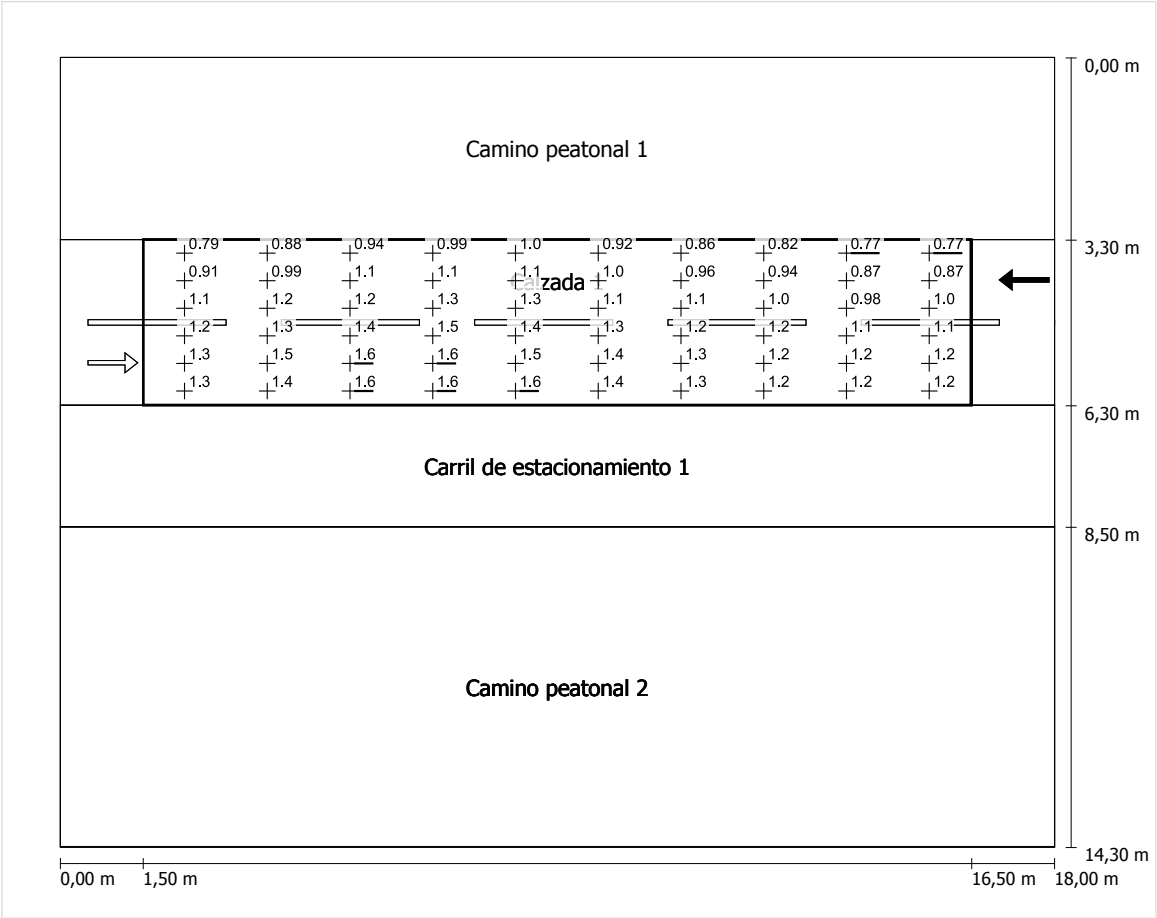 0,00 m
Camino peatonal 1
0.79 0.88 0.94 0.99 1.0 0.92 0.86 0.82 0.77 0.77
3,30 m
0.91 0.99 1.1 1.1 1.1 1.0 0.96 0.94 0.87 0.87
Calzada
1.1 1.2 1.2 1.3 1.3 1.1 1.1 1.0 0.98 1.0
1.2 1.3 1.4 1.5 1.4 1.3 1.2 1.2 1.1 1.1
1.3 1.5 1.6 1.6 1.5 1.4 1.3 1.2 1.2 1.2
1.3 1.4 1.6 1.6 1.6 1.4 1.3 1.2 1.2 1.2
6,30 m
Carril de estacionamiento 1
8,50 m
Camino peatonal 2
14,30 m
0,00 m 1,50 m 16,50 m 18,00 m